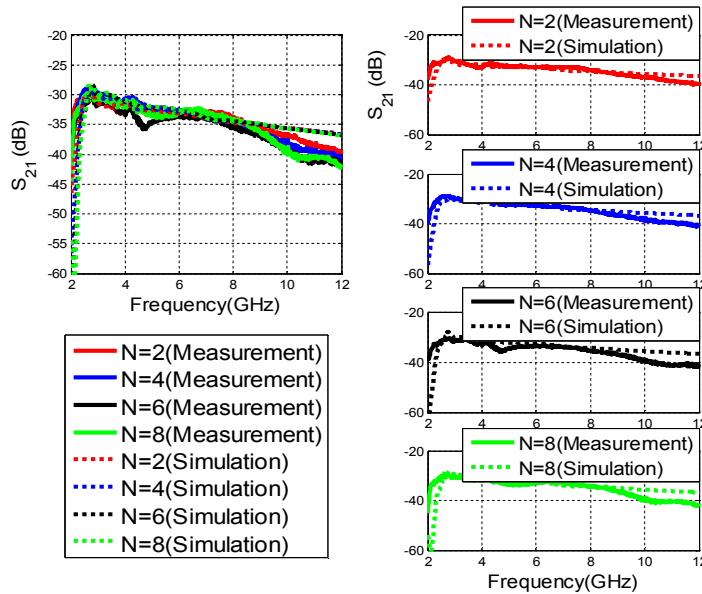 -20
-25
-30
-35
-40
-45
-50
-55
-60
S21 (dB)
2 4 6 8 10 12
Frequency(GHz)
N=2(Measurement)
N=4(Measurement)
N=6(Measurement)
N=8(Measurement)
N=2(Simulation)
N=4(Simulation)
N=6(Simulation)
N=8(Simulation)
N=2(Measurement)
N=2(Simulation)
-20
-40
-60
S21 (dB)
2 4 6 8 10 12
N=4(Measurement)
N=4(Simulation)
-20
-40
-60
2 4 6 8 10 12
N=6(Measurement)
N=6(Simulation)
-20
-40
-60
2 4 6 8 10 12
N=8(Measurement)
N=8(Simulation)
-20
-40
-60
2 4 6 8 10 12
Frequency(GHz)